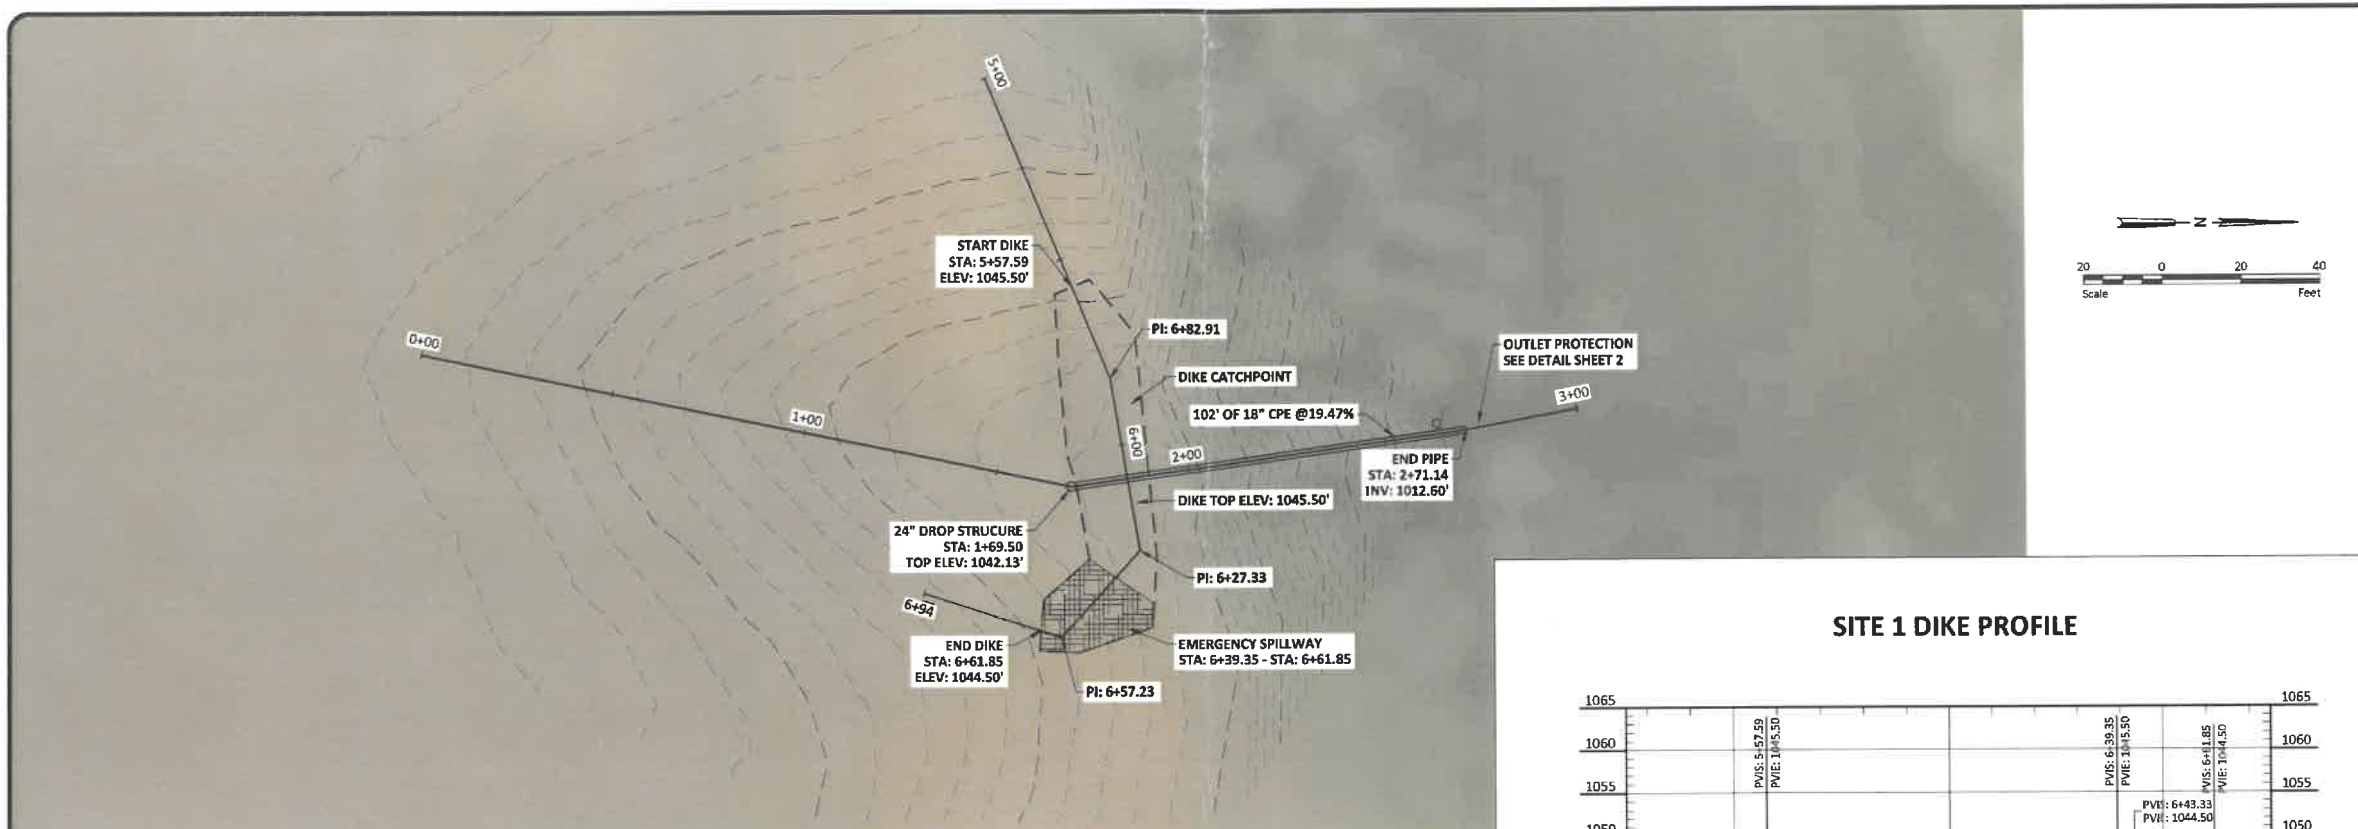 5+00
START DIKE
STA: 5+57.59
ELEV: 1045.50'
0+00
1+00
PI: 6+82.91
DIKE CATCHPOINT
102' OF 18" CPE @19.47%
6+00
2+00
OUTLET PROTECTION
SEE DETAIL SHEET 2
3+00
END PIPE
STA: 2+71.14
INV: 1012.60'
DIKE TOP ELEV: 1045.50'
24" DROP STRUCURE
STA: 1+69.50
TOP ELEV: 1042.13'
PI: 6+27.33
6+94
END DIKE
STA: 6+61.85
ELEV: 1044.50'
EMERGENCY SPILLWAY
STA: 6+39.35 - STA: 6+61.85
PI: 6+57.23
N
20 0 20 40
Scale Feet
SITE 1 DIKE PROFILE
1065 1065
1060 1060
1055 1055
1050 1050
PVIS: 5+57.59
PVIE: 1045.50
PVIS: 6+39.35
PVIE: 1045.50
PVIS: 6+61.85
PVIE: 1044.50
PVIS: 6+43.33
PVIE: 1044.50